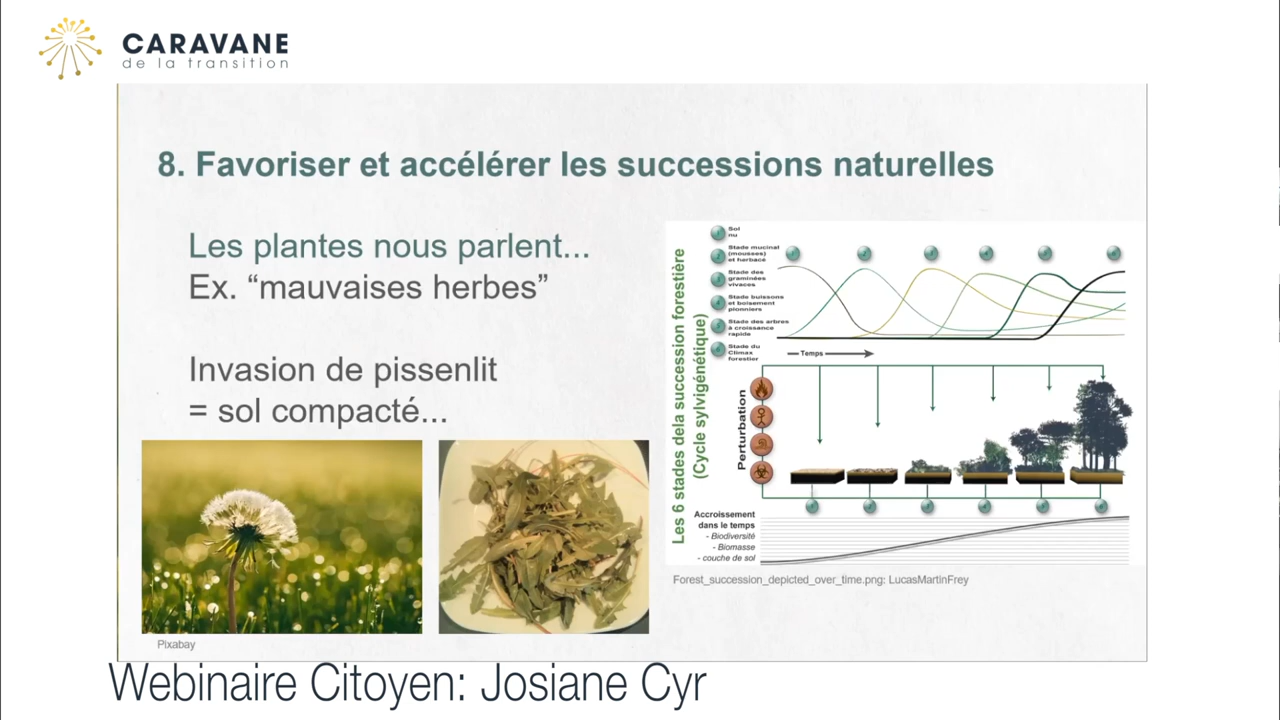 CARAVANE
de la transition
8. Favoriser et accélérer les successions naturelles
Les plantes nous parlent...
Ex. “mauvaises herbes”
Invasion de pissenlit
= sol compacté...
Pixabay
Les 6 stades dela succession forestière
(Cycle sylvigénétique)
Sol
nu
Stade mucinal
(mousses)
et herbacé
Stade des
graminées
vivaces
Stade buissons
et boisement
pionniers
Stade des arbres
à croissance
rapide
Stade du
Climax
forestier
Temps
Perturbation
Accroissement
dans le temps
- Biodiversité
- Biomasse
- couche de sol
Forest_succession_depicted_over_time.png: LucasMartinFrey
Webinaire Citoyen: Josiane Cyr